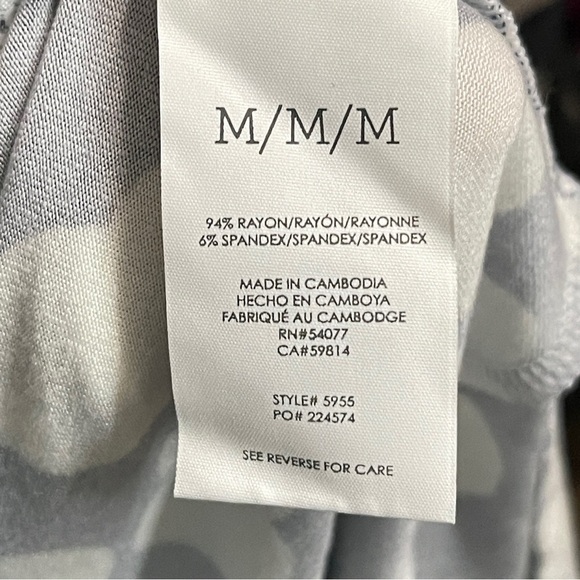 M/M/M
94% RAYON/RAYÓN/RAYONNE
6% SPANDEX/SPANDEX/SPANDEX
MADE IN CAMBODIA
HECHO EN CAMBOYA
FABRIQUÉ AU CAMBODGE
RN#54077
CA#59814
STYLE# 5955
PO# 224574
SEE REVERSE FOR CARE